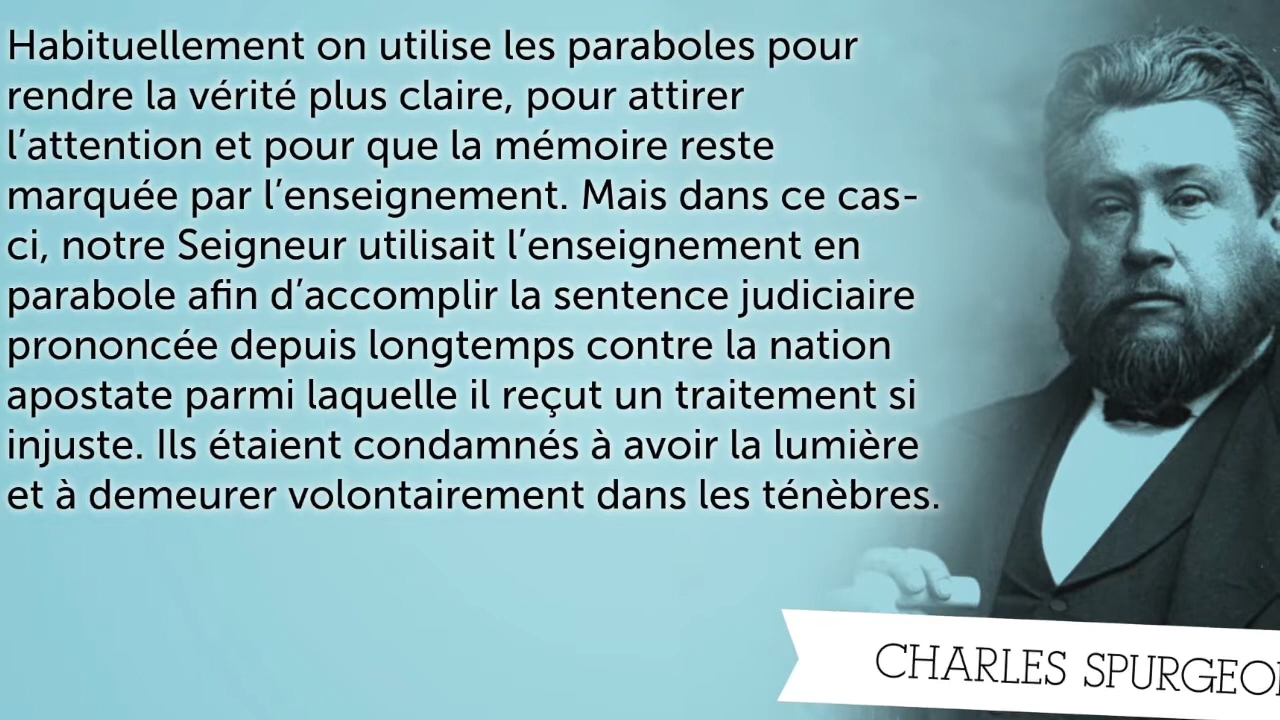 Habituellement on utilise les paraboles pour
rendre la vérité plus claire, pour attirer
l’attention et pour que la mémoire reste
marquée par l’enseignement. Mais dans ce cas-
ci, notre Seigneur utilisait l’enseignement en
parabole afin d’accomplir la sentence judiciaire
prononcée depuis longtemps contre la nation
apostate parmi laquelle il reçut un traitement si
injuste. Ils étaient condamnés à avoir la lumière
et à demeurer volontairement dans les ténèbres.
CHARLES SPURGEON